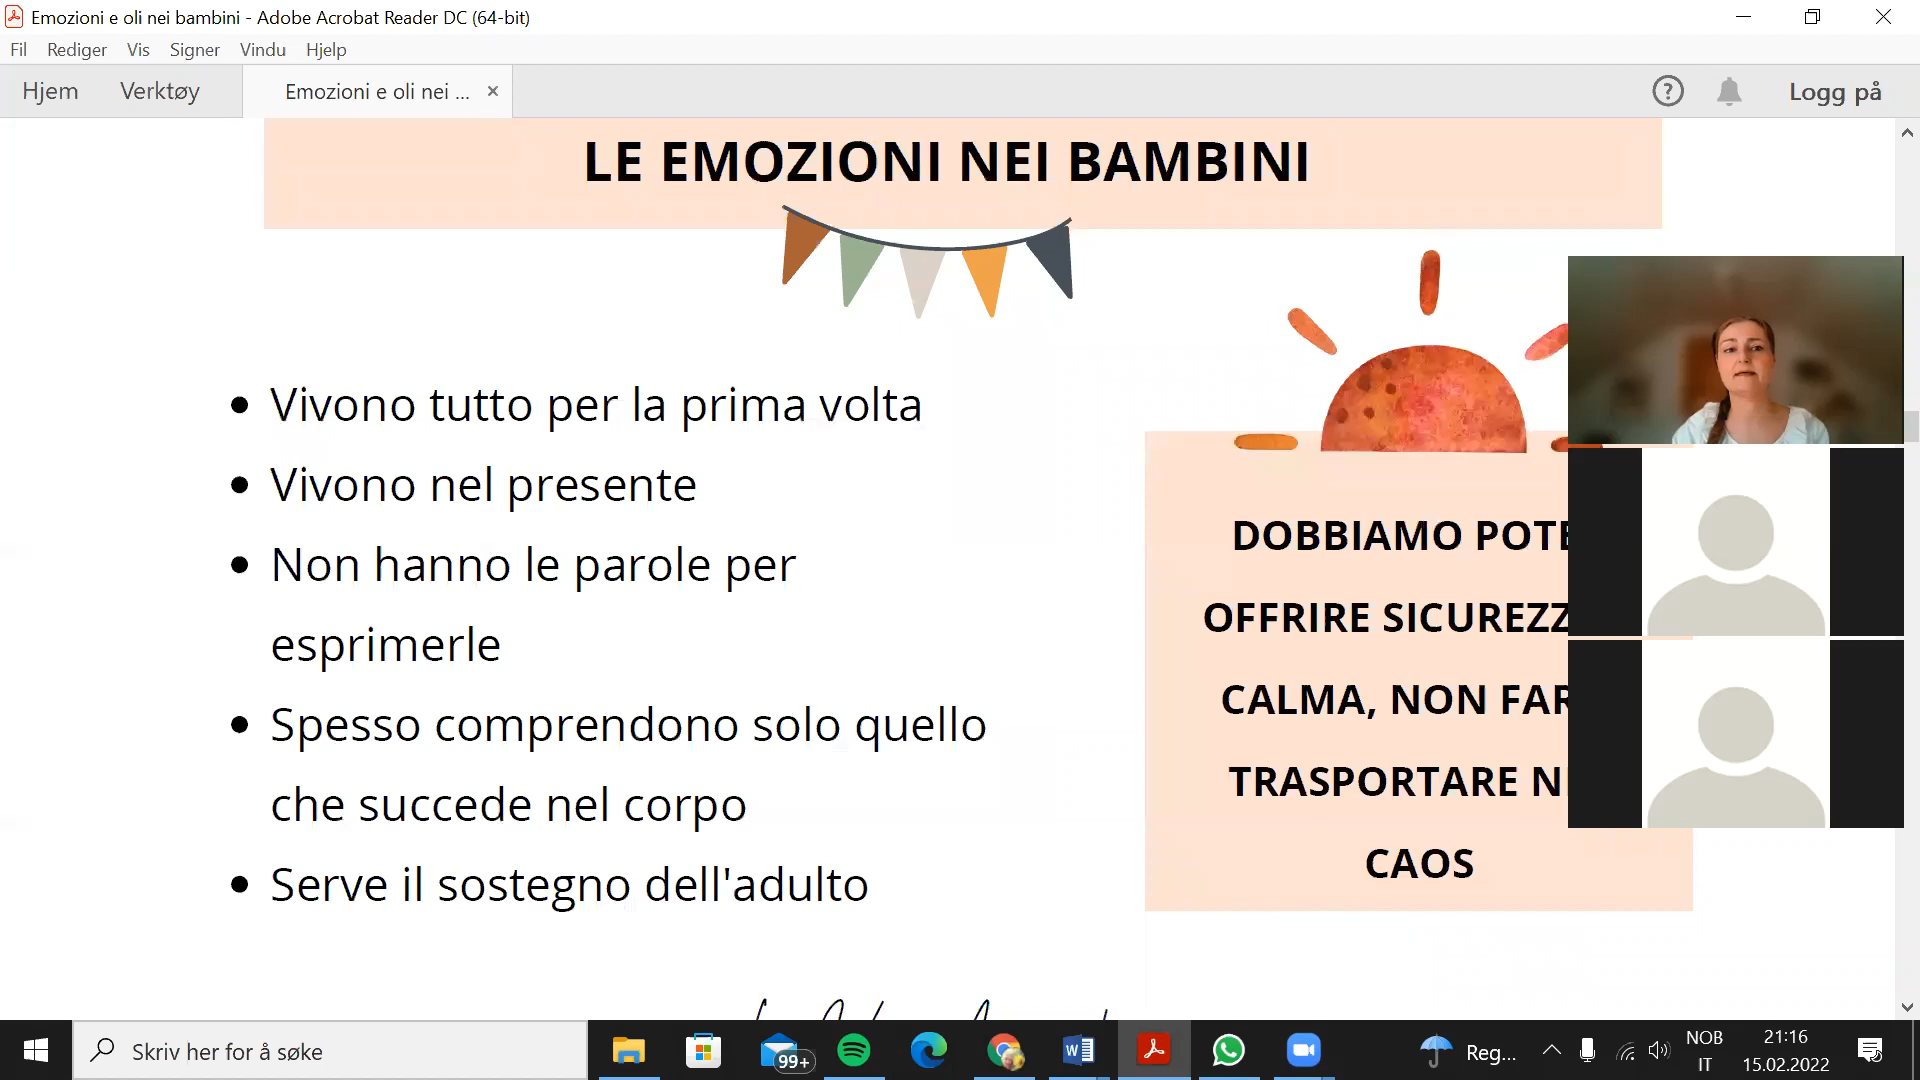 Emozioni e oli nei bambini - Adobe Acrobat Reader DC (64-bit)
Fil Rediger Vis Signer Vindu Hjelp
Hjem Verktøy Emozioni e oli nei ... × Logg på
LE EMOZIONI NEI BAMBINI
• Vivono tutto per la prima volta
• Vivono nel presente
• Non hanno le parole per
esprimerle
• Spesso comprendono solo quello
che succede nel corpo
• Serve il sostegno dell'adulto
DOBBIAMO
OFFRIRE
CALMA, NON
TRASPORTARE
CAOS
Skriv her for å søke
99+
Reg...
NOB
IT
21:16
15.02.2022